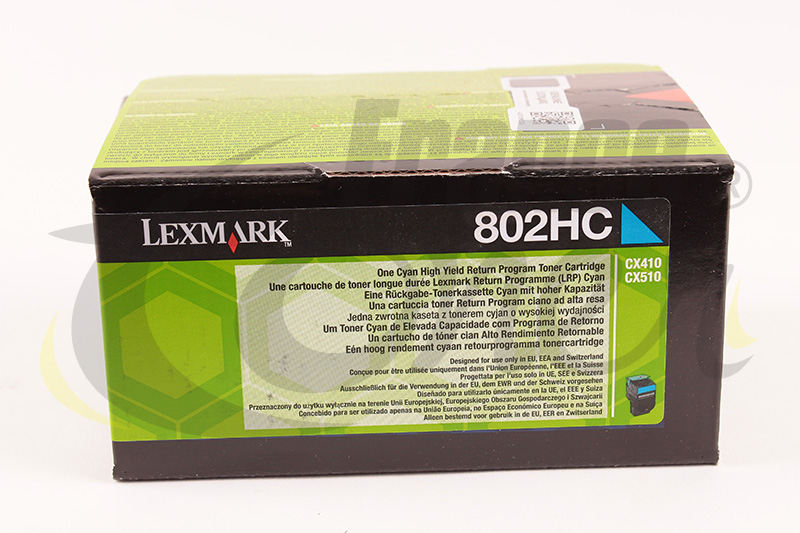 LEXMARK™
802HC
CX410
CX510
One Cyan High Yield Return Program Toner Cartridge
Une cartouche de toner longue durée Lexmark Return Programme (LRP) Cyan
Eine Rückgabe-Tonerkassette Cyan mit hoher Kapazität
Una cartuccia toner Return Program ciano ad alta resa
Jedna zwrotna kaseta z tonerem cyjan o wysokiej wydajności
Um Toner Cyan de Elevada Capacidade com Programa de Retorno
Un cartucho de tóner cian Alto Rendimiento Retornable
Eén hoog rendement cyaan retourprogramma tonercartridge
Designed for use only in EU, EEA and Switzerland
Conçue pour être utilisée uniquement dans l'Union Européenne, l'EEE et la Suisse
Progettata per l'uso solo in UE, SEE e Svizzera
Ausschließlich für die Verwendung in der EU, dem EWR und der Schweiz vorgesehen
Diseñado para utilizarlo únicamente en la UE, el EEE y Suiza
Przeznaczony do użytku wyłącznie na terenie Unii Europejskiej, Europejskiego Obszaru Gospodarczego i Szwajcarii
Concebido para ser utilizado apenas na União Europeia, no Espaço Económico Europeu e na Suíça
Alleen bestemd voor gebruik in de EU, EER en Zwitserland